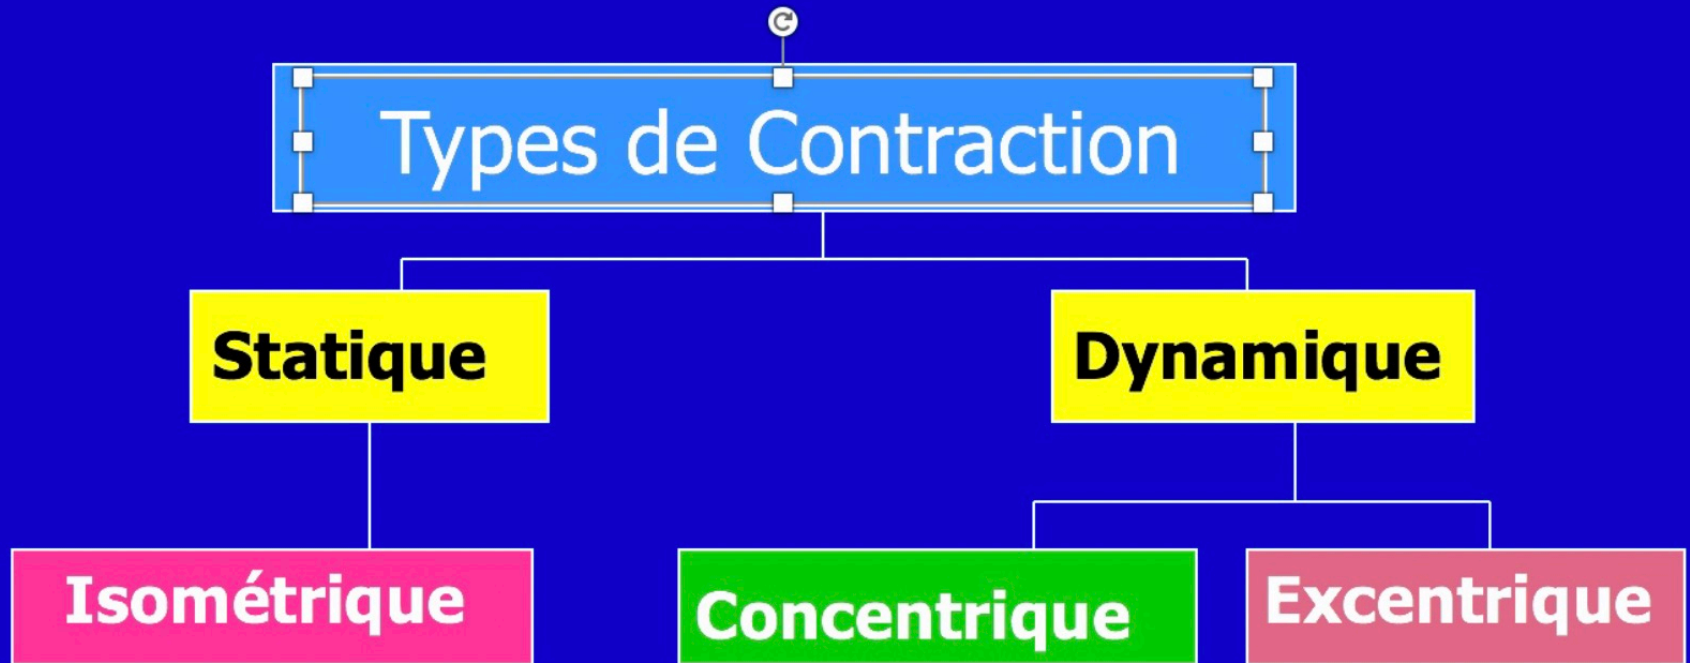 Types de Contraction
Statique
Dynamique
Isométrique
Concentrique
Excentrique